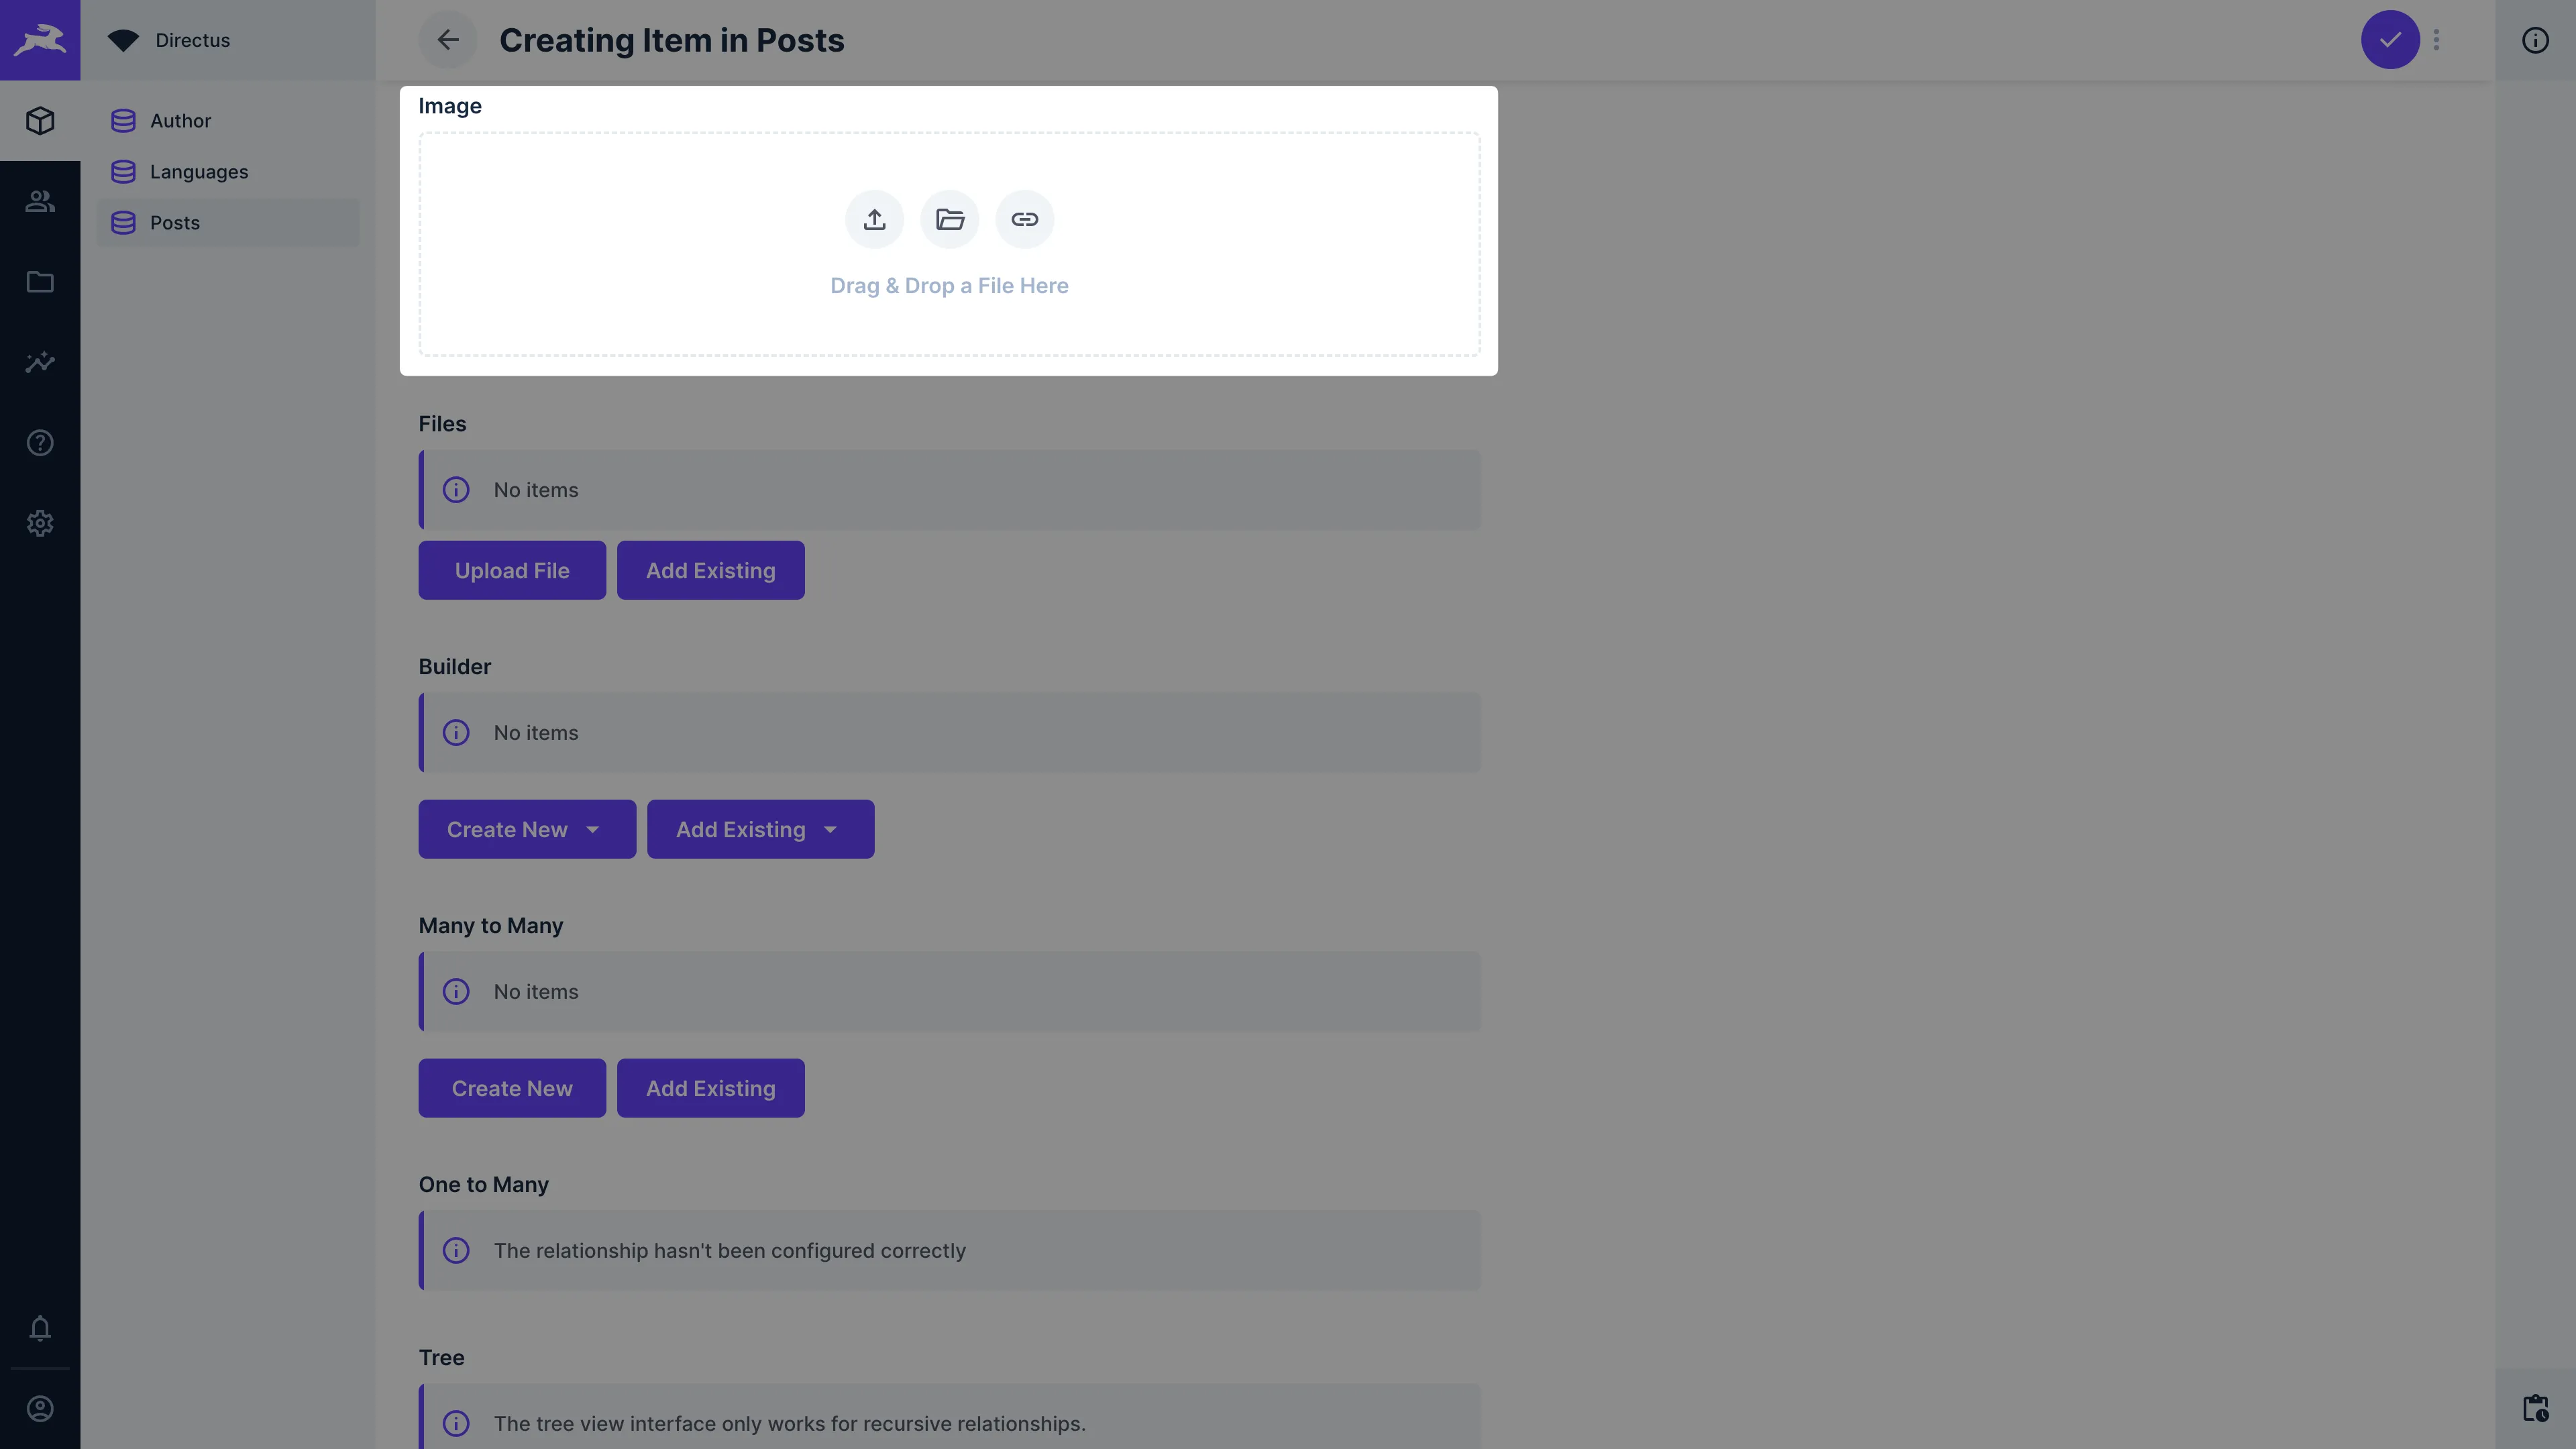 Directus
Creating Item in Posts
Author
Languages
Posts
Image
Drag & Drop a File Here
Files
No items
Upload File
Add Existing
Builder
No items
Create New
Add Existing
Many to Many
No items
Create New
Add Existing
One to Many
The relationship hasn't been configured correctly
Tree
The tree view interface only works for recursive relationships.